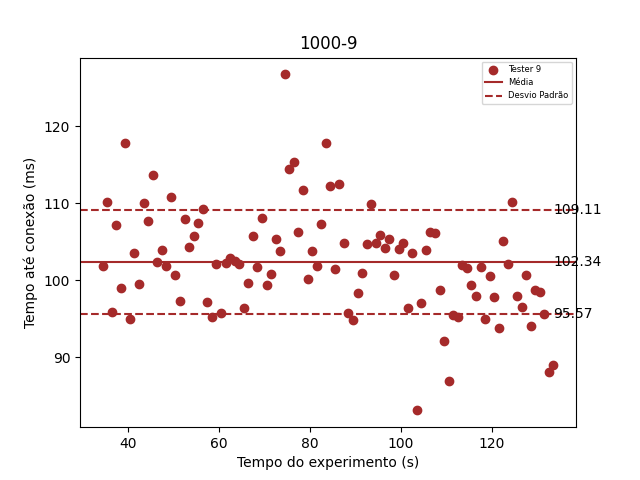 1000-9
Tester 9
Média
Desvio Padrão
Tempo até conexão (ms)
120
110
100
90
109.11
102.34
95.57
40
60
80
100
120
Tempo do experimento (s)